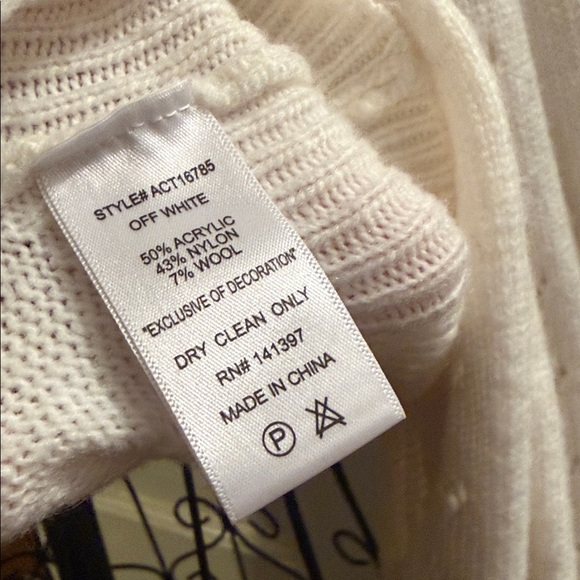 STYLE# ACT16785
OFF WHITE
50% ACRYLIC
43% NYLON
7% WOOL
"EXCLUSIVE OF DECORATION"
DRY CLEAN ONLY
RN# 141397
MADE IN CHINA
P